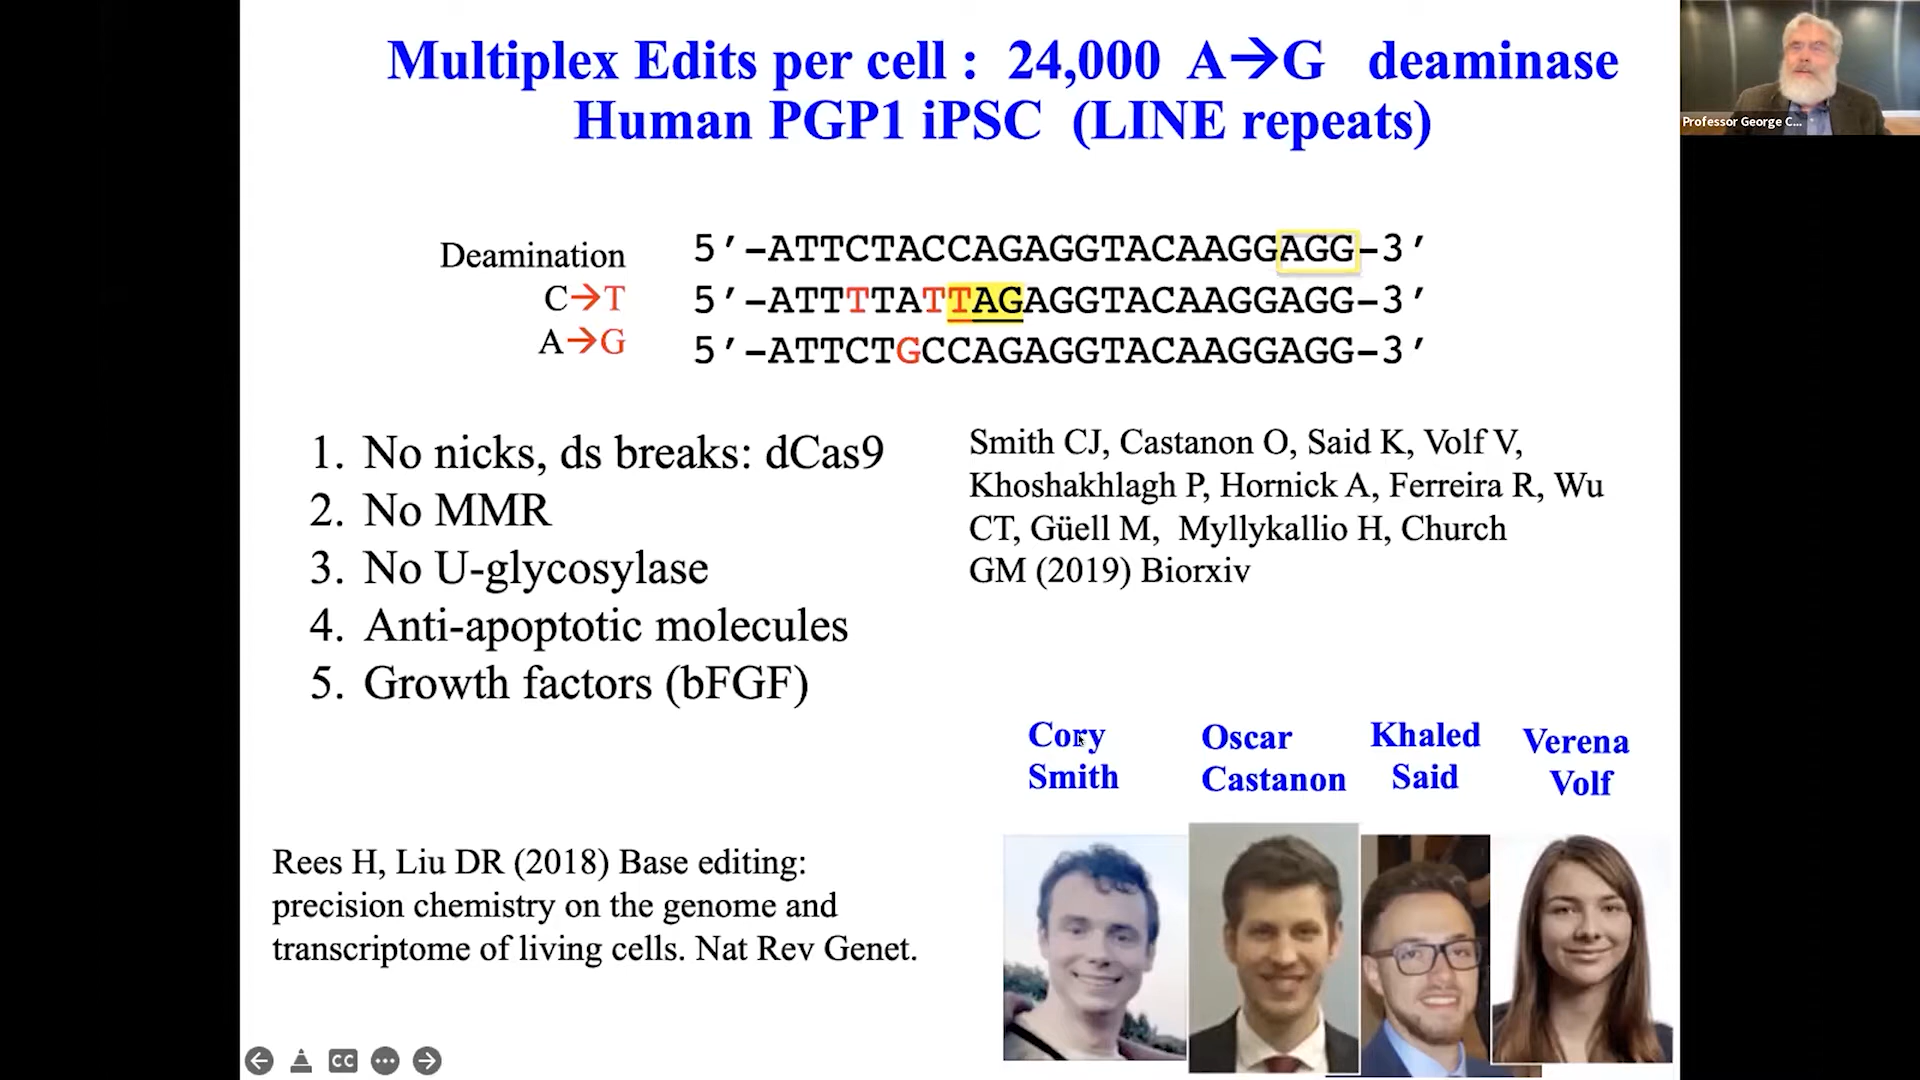 Multiplex Edits per cell : 24,000 A→G deaminase
Human PGP1 iPSC (LINE repeats)
Professor George C...
Deamination
C→T
A→G
5’-ATTCTACCAGAGGTACAAGGAGG-3’
5’-ATTTTATTAGAGGTACAAGGAGG-3’
5’-ATTCTGCCAGAGGTACAAGGAGG-3’
1. No nicks, ds breaks: dCas9
2. No MMR
3. No U-glycosylase
4. Anti-apoptotic molecules
5. Growth factors (bFGF)
Smith CJ, Castanon O, Said K, Volf V,
Khoshakhlagh P, Hornick A, Ferreira R, Wu
CT, Güell M, Myllykallio H, Church
GM (2019) Biorxiv
Cory
Smith
Oscar
Castanon
Khaled
Said
Verena
Volf
Rees H, Liu DR (2018) Base editing:
precision chemistry on the genome and
transcriptome of living cells. Nat Rev Genet.
CC